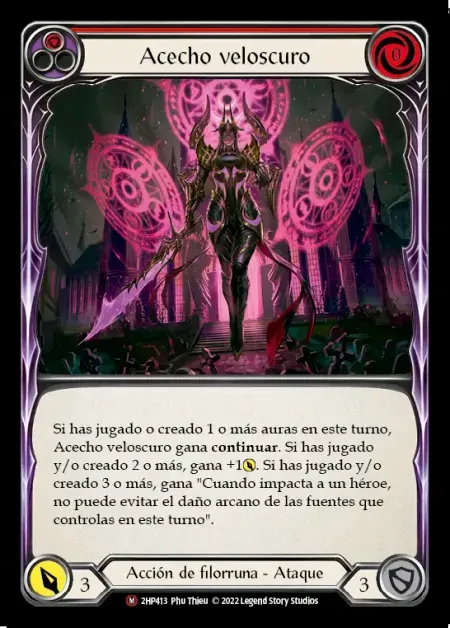 Acecho veloscuro
0
Si has jugado o creado 1 o más auras en este turno,
Acecho veloscuro gana continuar. Si has jugado
y/o creado 2 o más, gana +1. Si has jugado y/o
creado 3 o más, gana "Cuando impacta a un héroe,
no puede evitar el daño arcano de las fuentes que
controlas en este turno".
3
Acción de filorruna - Ataque
3
M 2HP413 Phu Thieu © 2022 Legend Story Studios